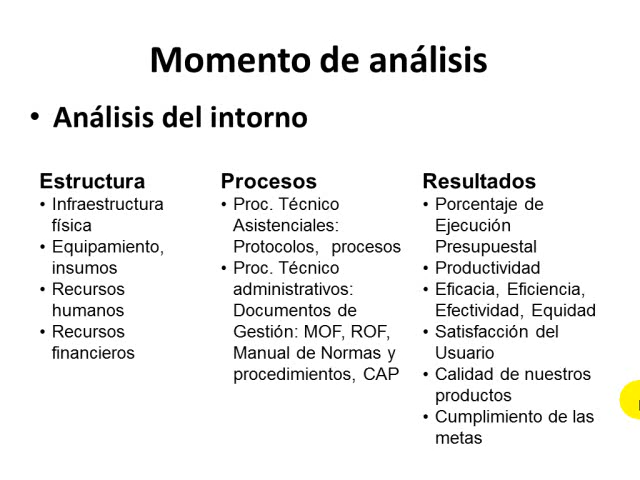 Momento de análisis
• Análisis del intorno
Estructura
• Infraestructura
física
• Equipamiento,
insumos
• Recursos
humanos
• Recursos
financieros
Procesos
• Proc. Técnico
Asistenciales:
Protocolos, procesos
• Proc. Técnico
administrativos:
Documentos de
Gestión: MOF, ROF,
Manual de Normas y
procedimientos, CAP
Resultados
• Porcentaje de
Ejecución
Presupuestal
• Productividad
• Eficacia, Eficiencia,
Efectividad, Equidad
• Satisfacción del
Usuario
• Calidad de nuestros
productos
• Cumplimiento de las
metas